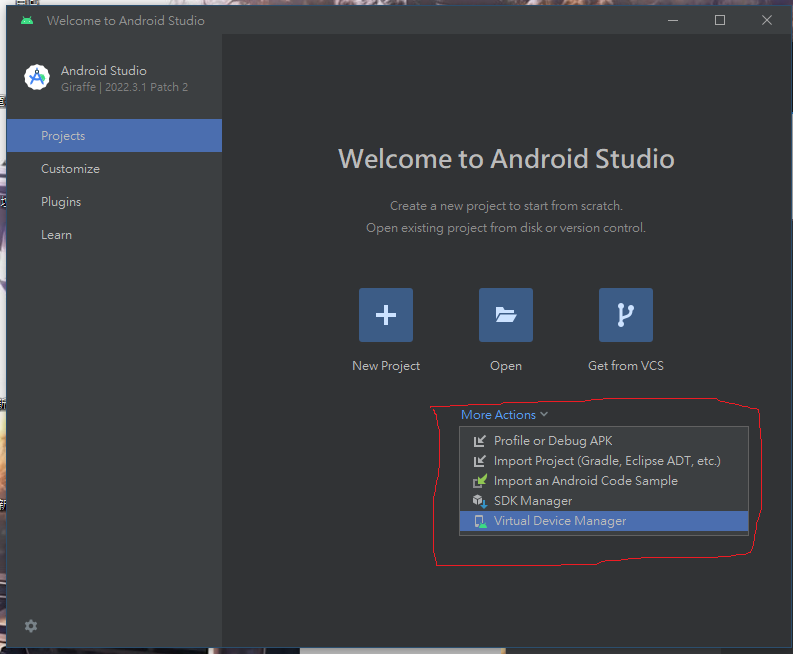 Welcome to Android Studio
Android Studio
Giraffe | 2022.3.1 Patch 2
Projects
Customize
Plugins
Learn
Welcome to Android Studio
Create a new project to start from scratch.
Open existing project from disk or version control.
New Project
Open
Get from VCS
More Actions
Profile or Debug APK
Import Project (Gradle, Eclipse ADT, etc.)
Import an Android Code Sample
SDK Manager
Virtual Device Manager